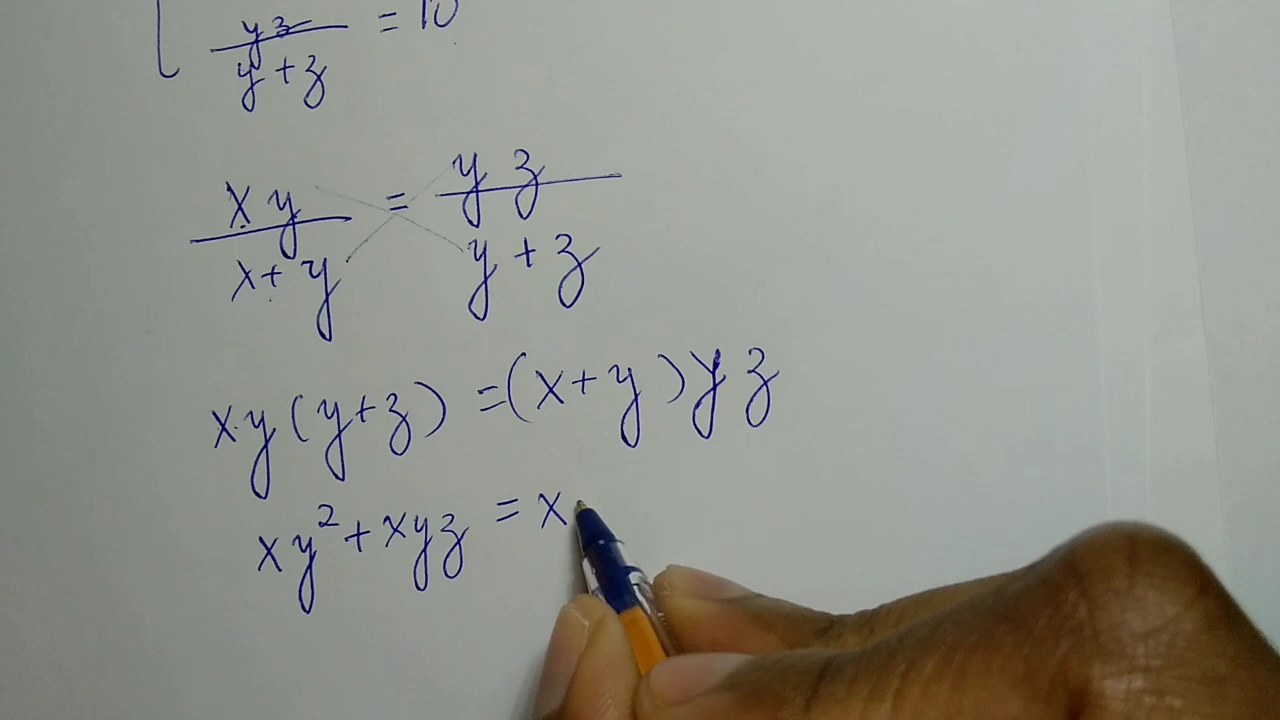 yz/(y+z) = 10
xy/(x+y) = yz/(y+z)
xy(y+z) = (x+y)yz
xy² + xyz = x